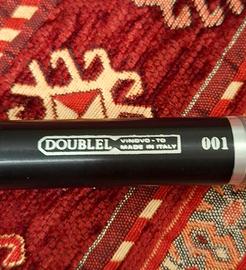 DOUBLEL
VINOVO - TO
MADE IN ITALY
001